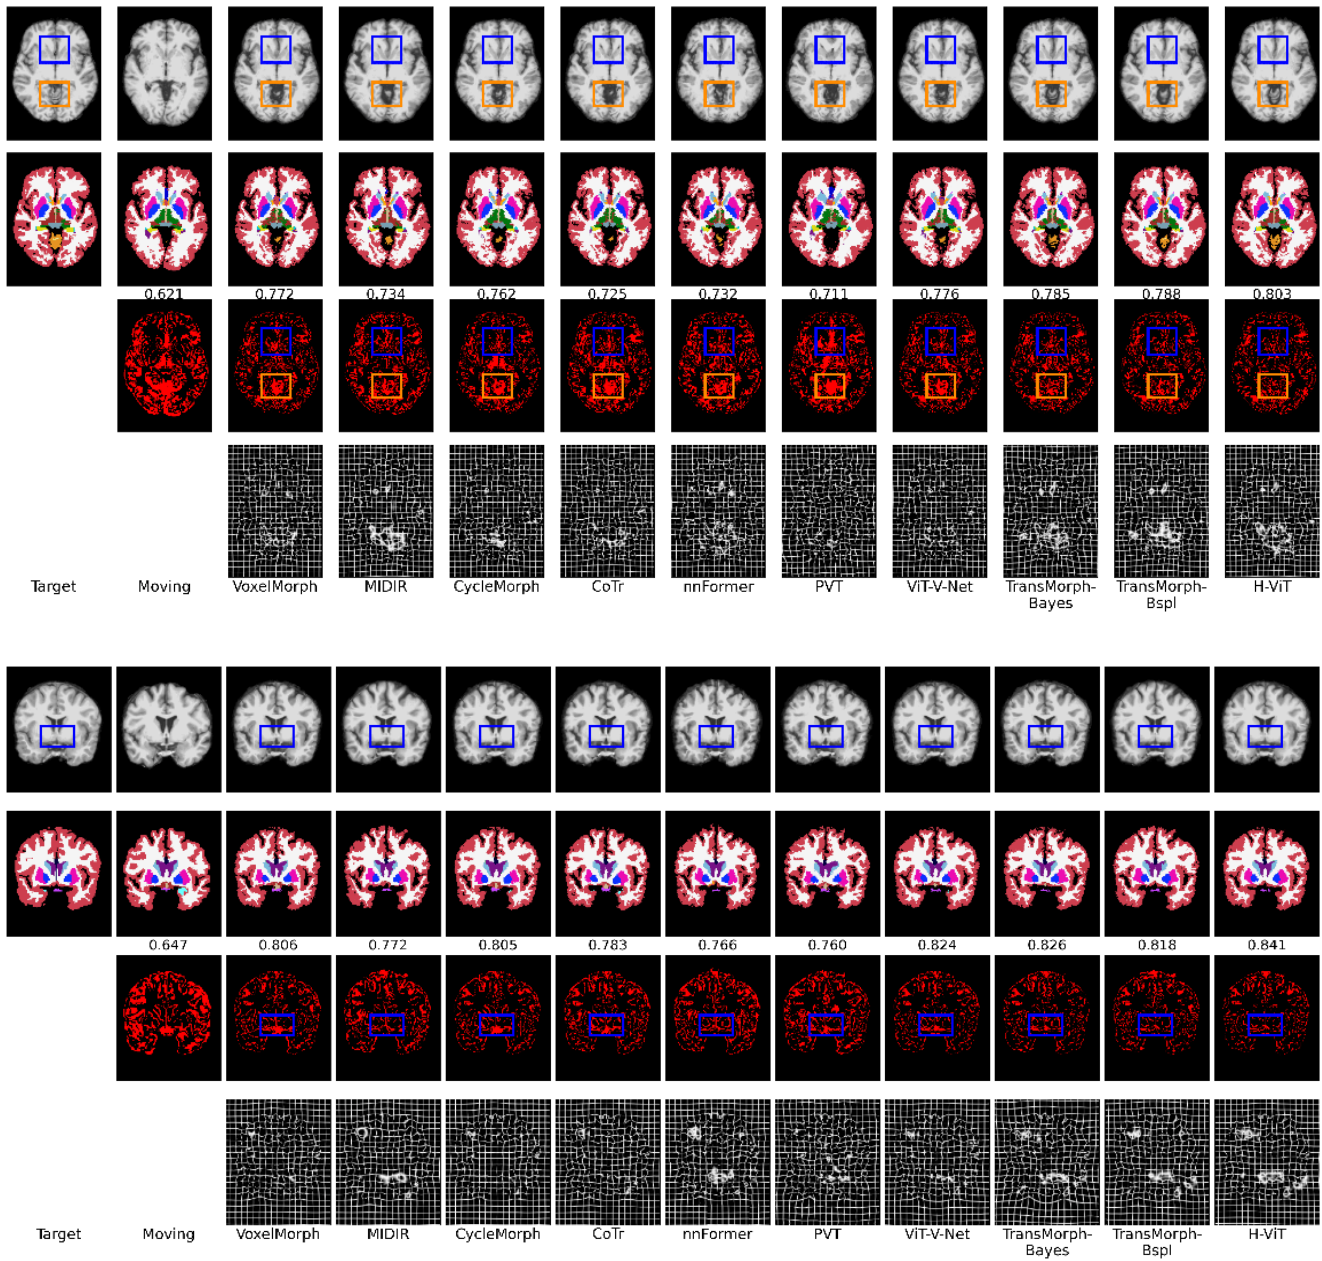 0.621 0.772 0.734 0.762 0.725 0.732 0.711 0.776 0.785 0.788 0.803
Target Moving VoxelMorph MIDIR CycleMorph CoTr nnFormer PVT ViT-V-Net TransMorph- TransMorph- H-ViT
Bayes Bspl
0.647 0.806 0.772 0.805 0.783 0.766 0.760 0.824 0.826 0.818 0.841
Target Moving VoxelMorph MIDIR CycleMorph CoTr nnFormer PVT ViT-V-Net TransMorph- TransMorph- H-ViT
Bayes Bspl